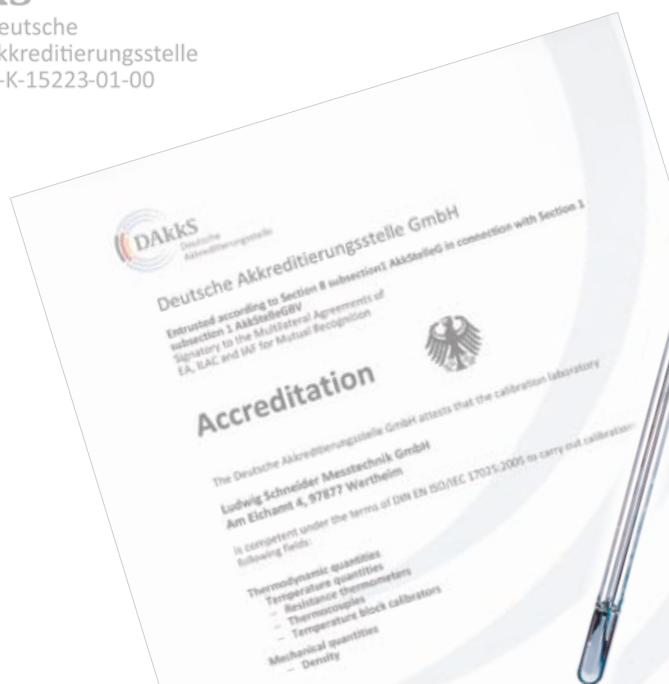 eutsche
kkreditierungsstelle
-K-15223-01-00
DAkkS
Deutsche
Akkreditierungsstelle
Deutsche Akkreditierungsstelle GmbH
Entrusted according to Section 8 subsection1 AkkStelleG in connection with Section 1
subsection 1 AkkStelleGBV
Signatory to the Multilateral Agreements of
EA, ILAC and IAF for Mutual Recognition
Accreditation
The Deutsche Akkreditierungsstelle GmbH attests that the calibration laboratory
Ludwig Schneider Messtechnik GmbH
Am Eichamt 4, 97877 Wertheim
is competent under the terms of DIN EN ISO/IEC 17025:2005 to carry out calibration
following fields:
Thermodynamic quantities
Temperature quantities
– Resistance thermometers
– Thermocouples
– Temperature block calibrators
Mechanical quantities
– Density